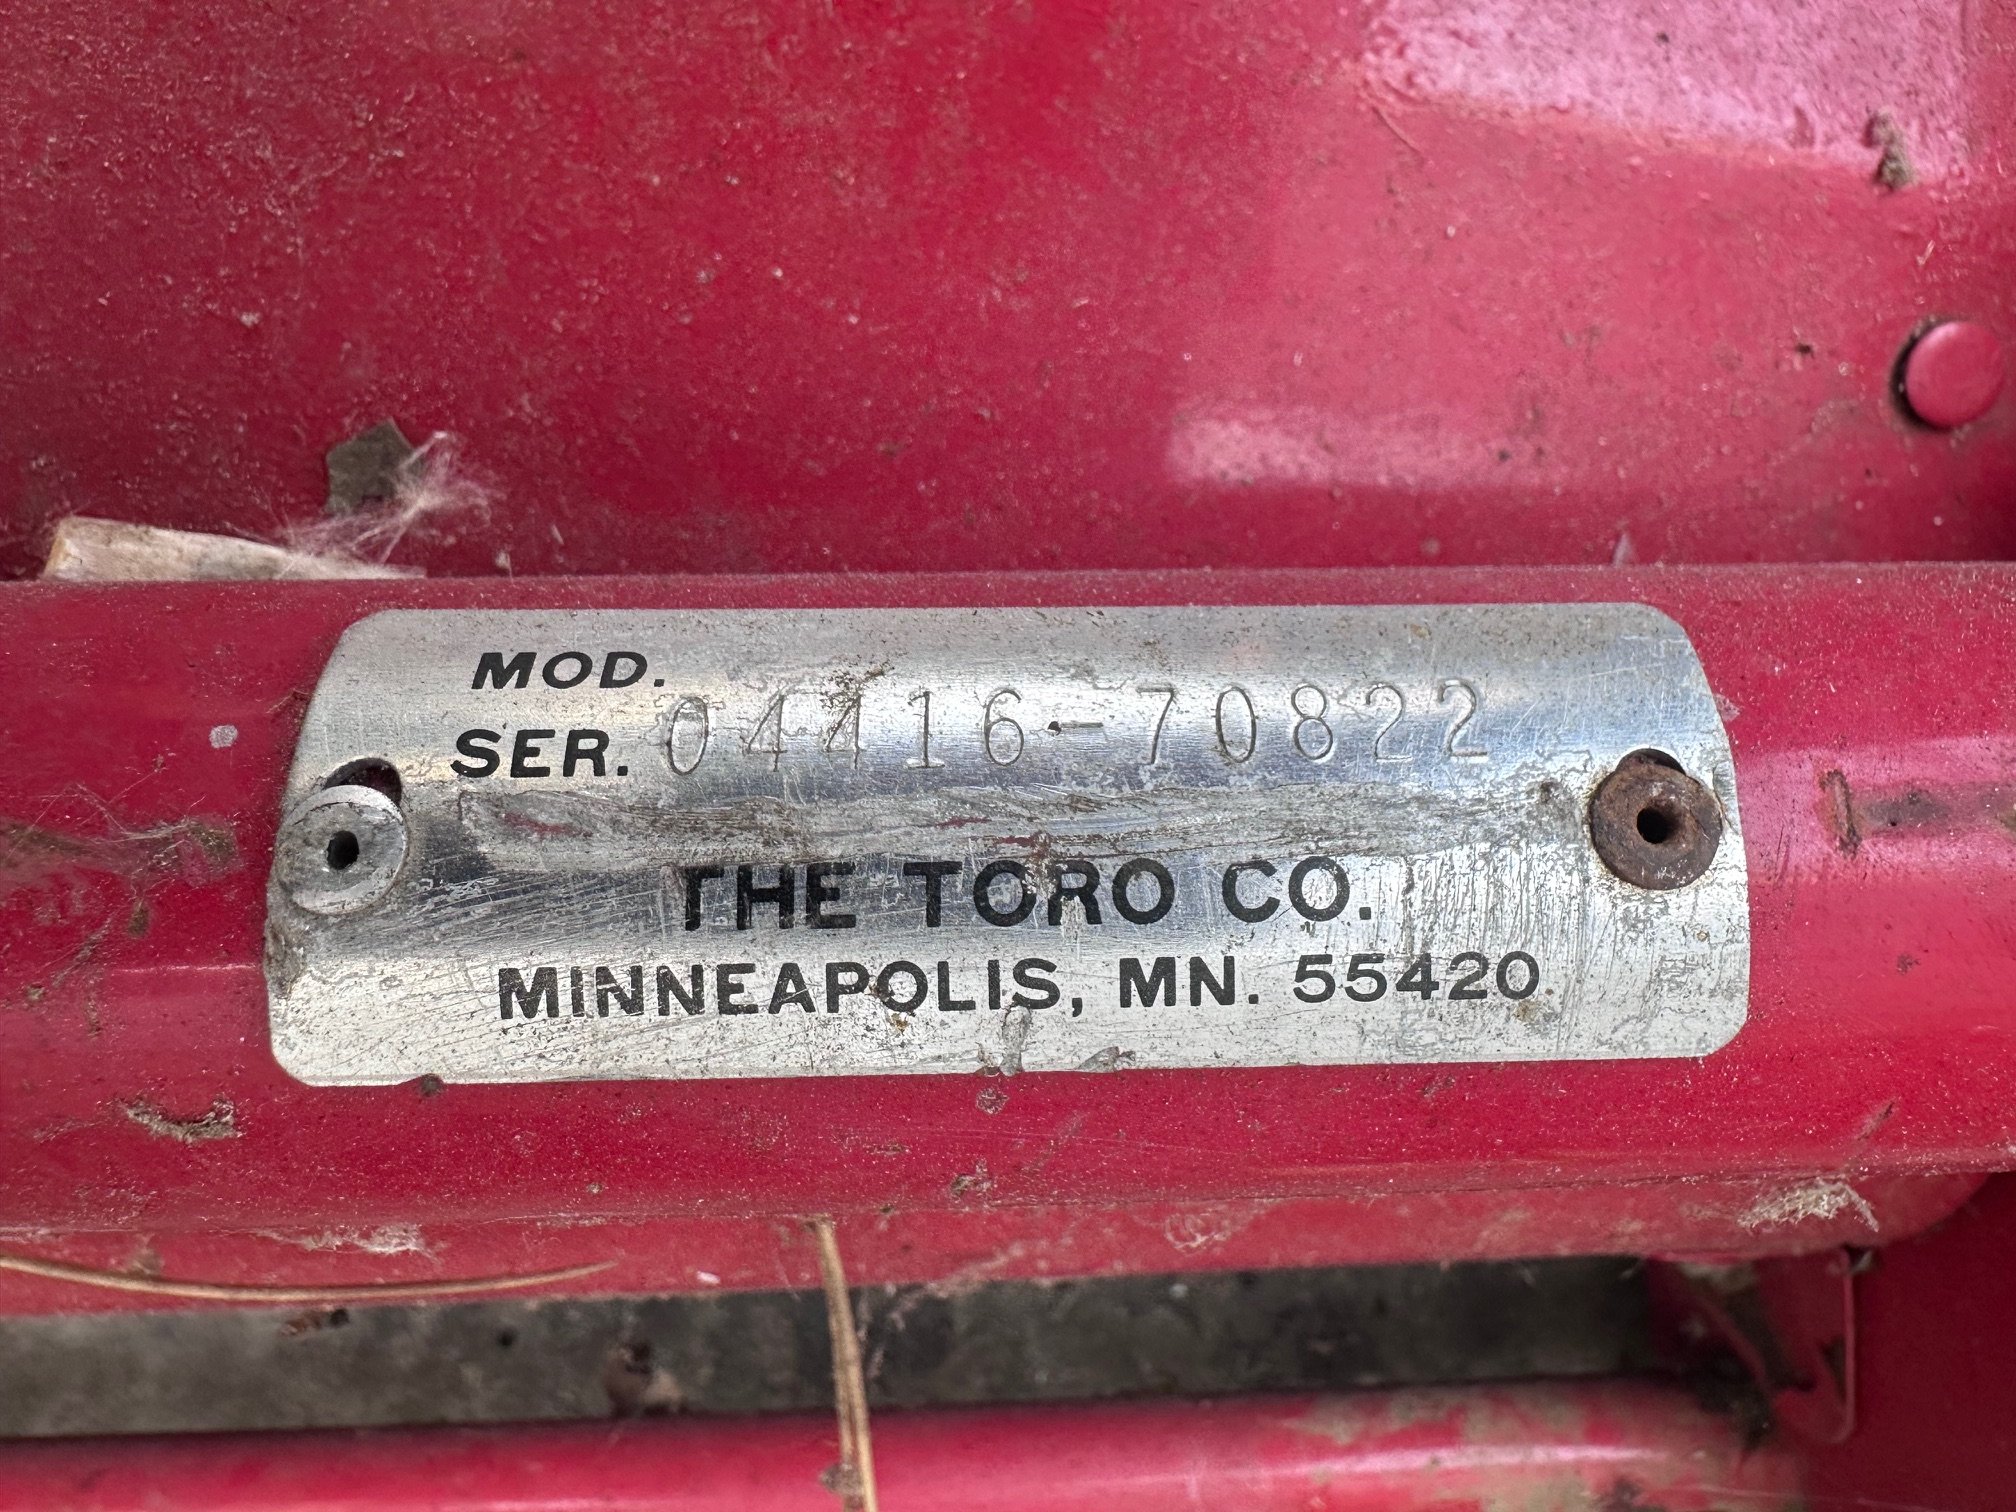 MOD.
SER. 04416-70822
THE TORO CO.
MINNEAPOLIS, MN. 55420